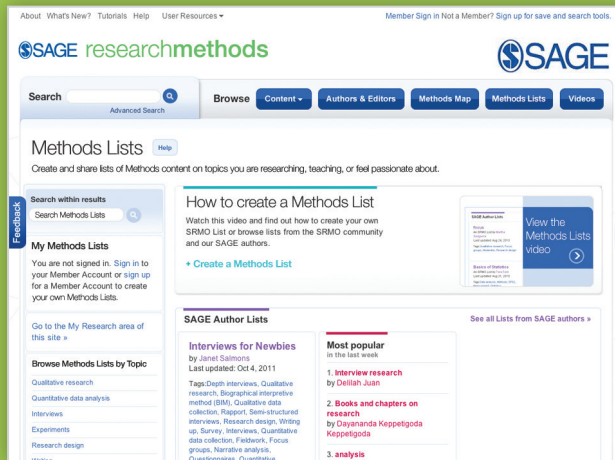 About What's New? Tutorials Help User Resources ▾ Member Sign in Not a Member? Sign up for save and search tools.
SAGE researchmethods
SAGE
Search
Advanced Search
Browse Content ▾ Authors & Editors Methods Map Methods Lists Videos
Methods Lists Help
Create and share lists of Methods content on topics you are researching, teaching, or feel passionate about.
Feedback
Search within results
Search Methods Lists
My Methods Lists
You are not signed in. Sign in to
your Member Account or sign up
for a Member Account to create
your own Methods Lists.
Go to the My Research area of
this site »
Browse Methods Lists by Topic
Qualitative research
Quantitative data analysis
Interviews
Experiments
Research design
How to create a Methods List
Watch this video and find out how to create your own
SRMO List or browse lists from the SRMO community
and our SAGE authors.
+ Create a Methods List
SAGE Author Lists
Focus
Basics of Statistics
View the
Methods Lists
video
SAGE Author Lists
See all Lists from SAGE authors »
Interviews for Newbies
by Janet Salmons
Last updated: Oct 4, 2011
Tags:Depth interviews, Qualitative
research, Biographical interpretive
method (BIM), Qualitative data
collection, Rapport, Semi-structured
interviews, Research design, Writing
up, Survey, Interviews, Quantitative
data collection, Fieldwork, Focus
groups, Narrative analysis,
Questionnaires, Quantitative
Most popular
in the last week
1. Interview research
by Delilah Juan
2. Books and chapters on
research
by Dayananda Keppetigoda
Keppetigoda
3. analysis